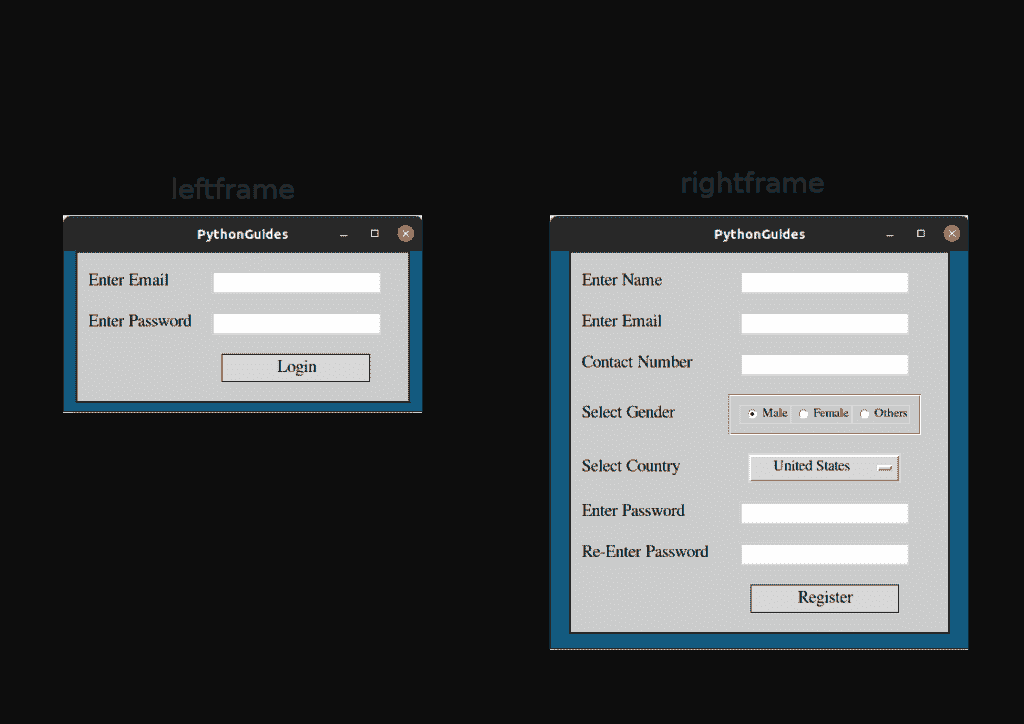 leftframe
PythonGuides
Enter Email
Enter Password
Login
rightframe
PythonGuides
Enter Name
Enter Email
Contact Number
Select Gender Male Female Others
Select Country United States
Enter Password
Re-Enter Password
Register